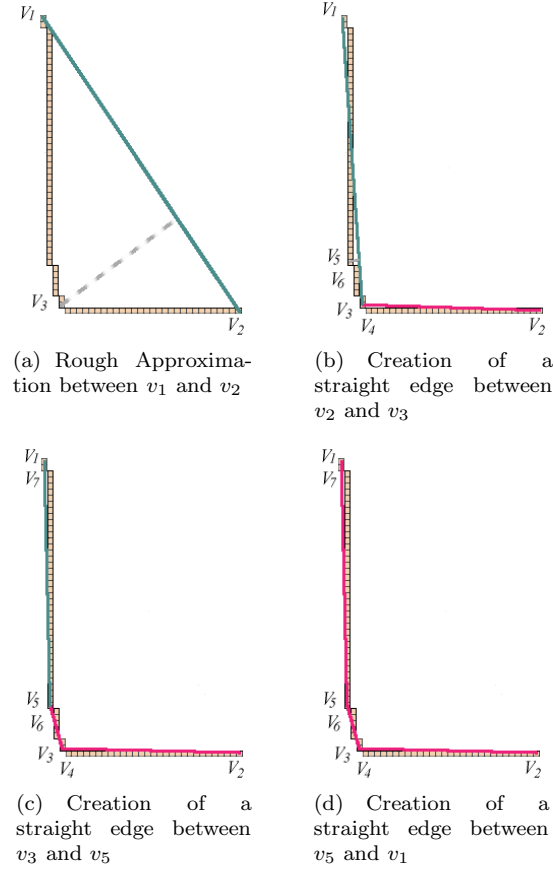 V1
V3
V2
(a) Rough Approxima-
tion between v1 and v2
V1
V5
V6
V3
V4
V2
(b) Creation of a
straight edge between
v2 and v3
V1
V7
V5
V6
V3
V4
V2
(c) Creation of a
straight edge between
v3 and v5
V1
V7
V5
V6
V3
V4
V2
(d) Creation of a
straight edge between
v5 and v1